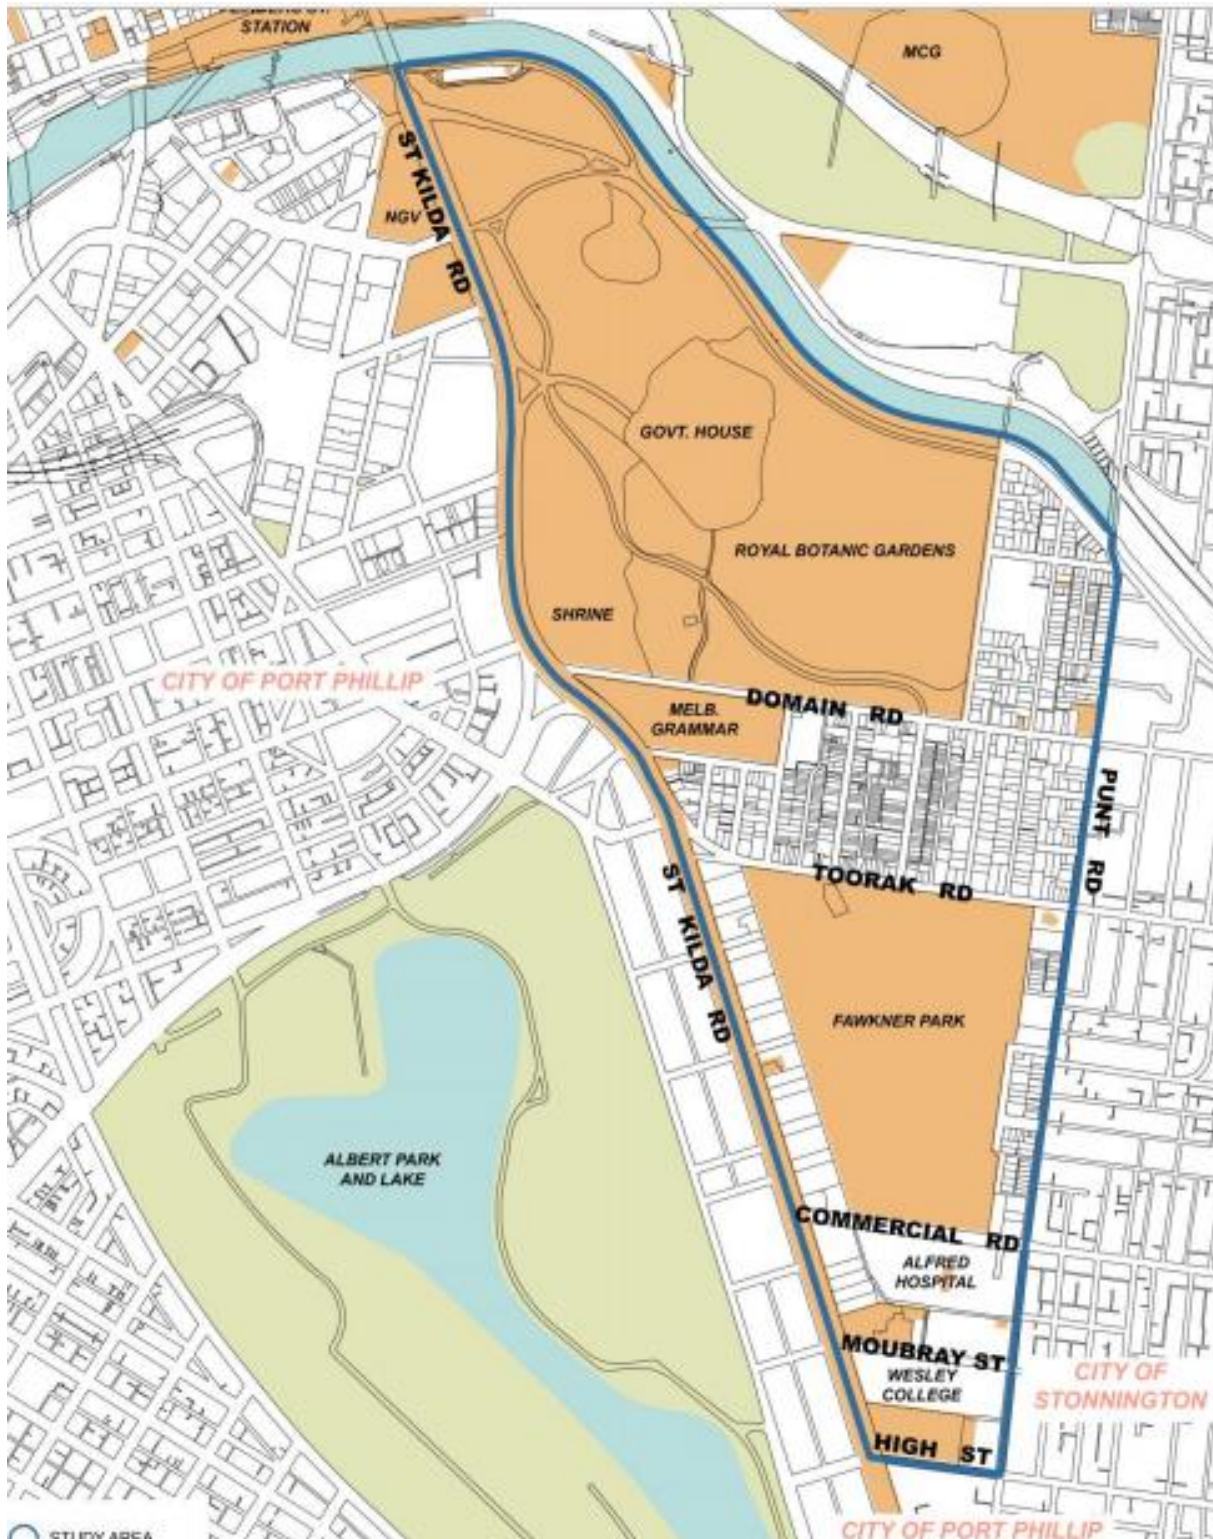 STATION
MCG
ST KILDA RD
NGV
GOVT. HOUSE
ROYAL BOTANIC GARDENS
SHRINE
CITY OF PORT PHILLIP
MELB.
GRAMMAR
DOMAIN RD
PUNT RD
TOORAK RD
ST KILDA RD
FAWKNER PARK
ALBERT PARK
AND LAKE
COMMERCIAL RD
ALFRED
HOSPITAL
MOUBRAY ST
WESLEY
COLLEGE
CITY OF
STONNINGTON
HIGH ST
STUDY AREA
CITY OF PORT PHILLIP